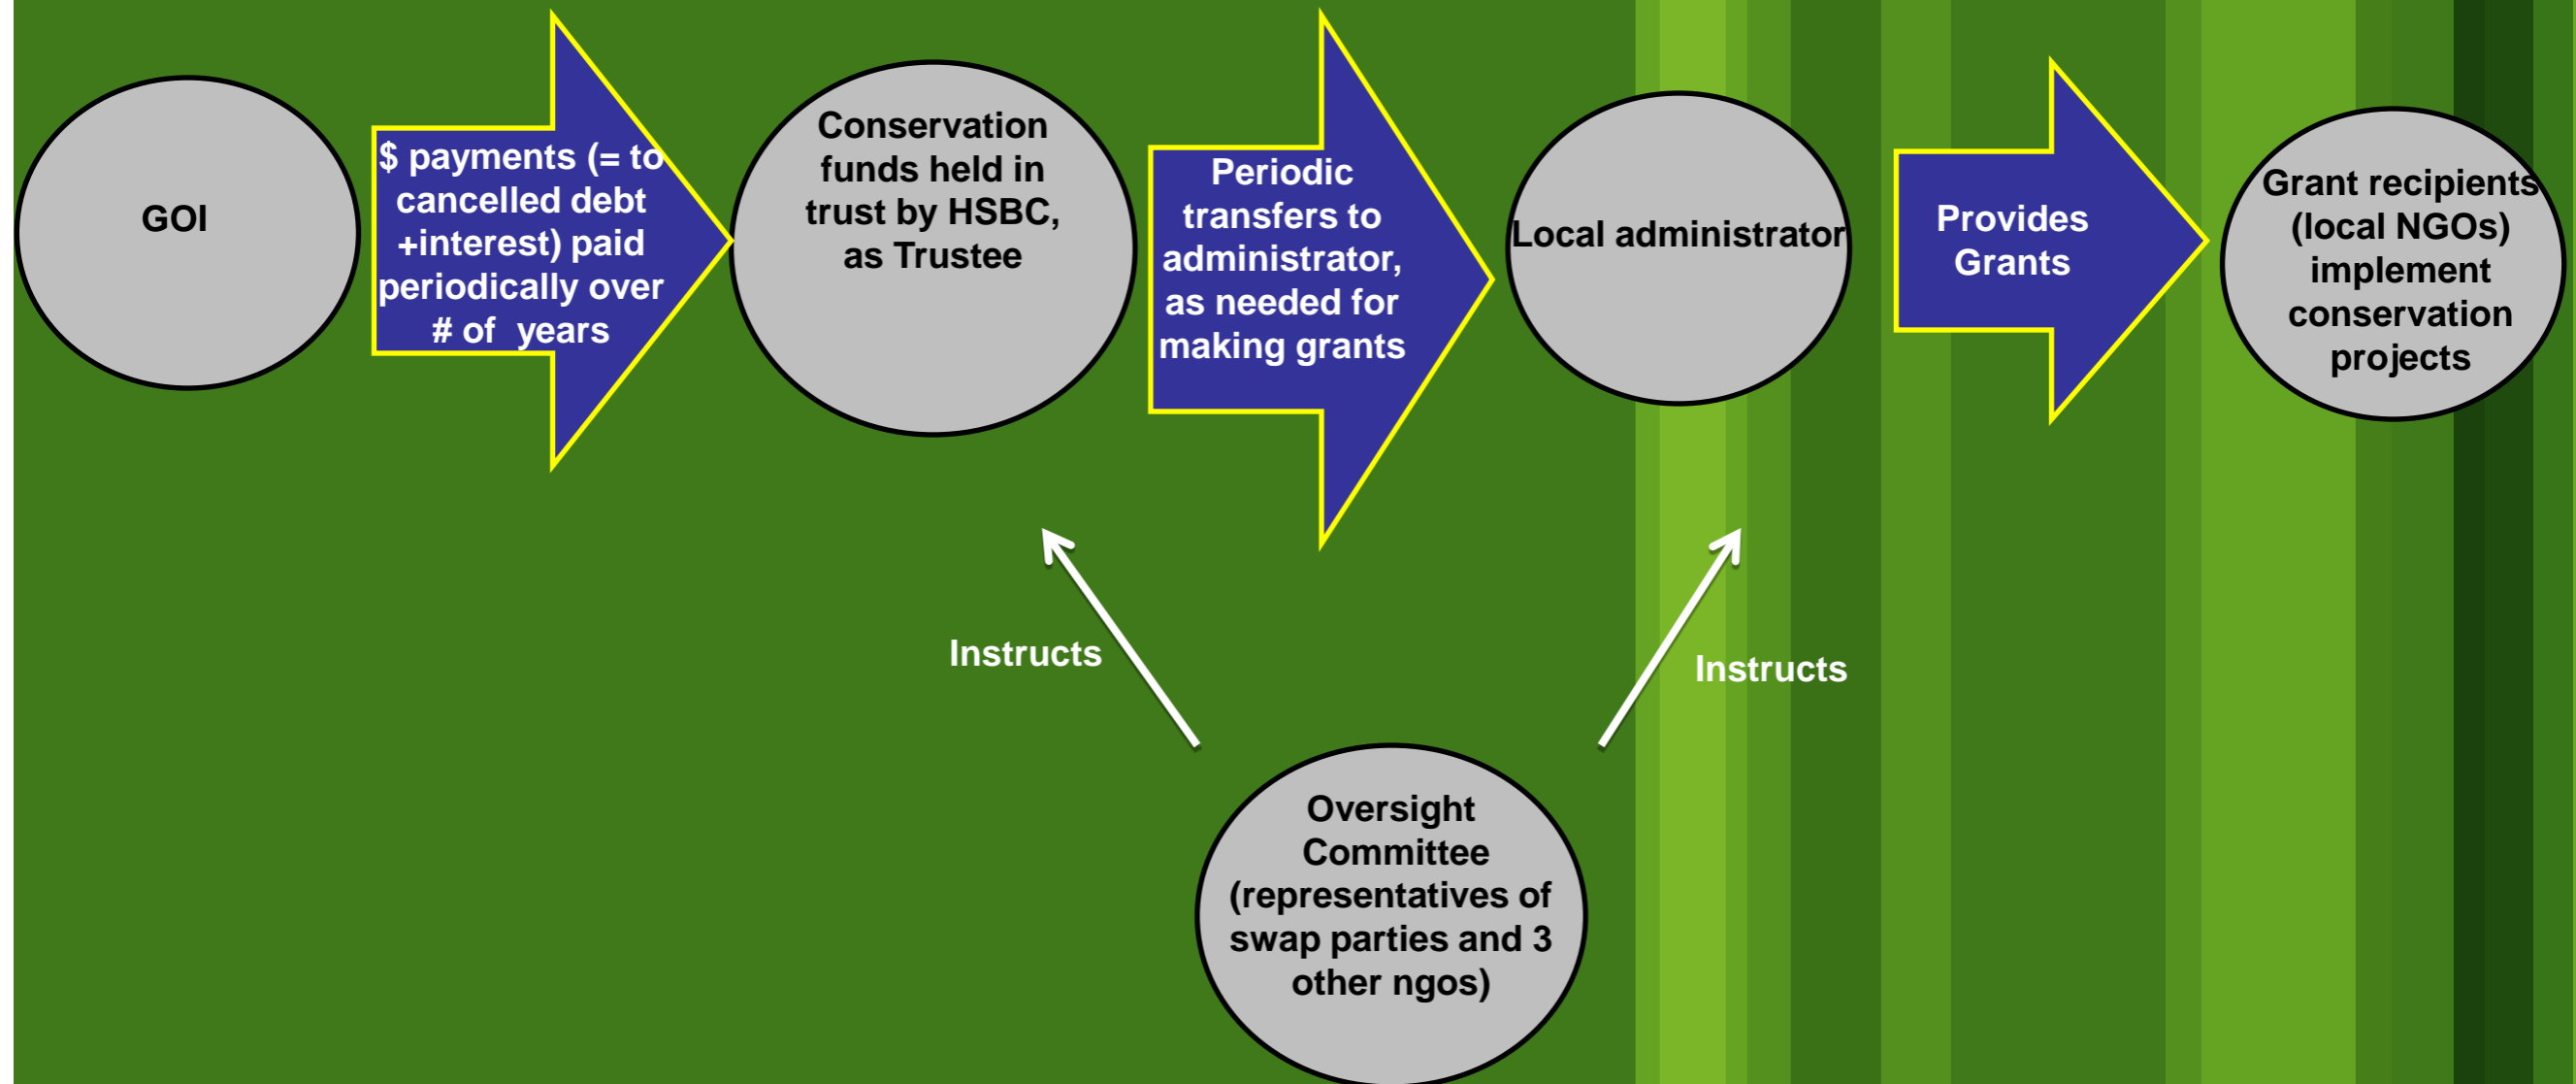 GOI
$ payments (= to
cancelled debt
+interest) paid
periodically over
# of years
Conservation
funds held in
trust by HSBC,
as Trustee
Periodic
transfers to
administrator,
as needed for
making grants
Local administrator
Provides
Grants
Grant recipients
(local NGOs)
implement
conservation
projects
Instructs
Instructs
Oversight
Committee
(representatives of
swap parties and 3
other ngos)